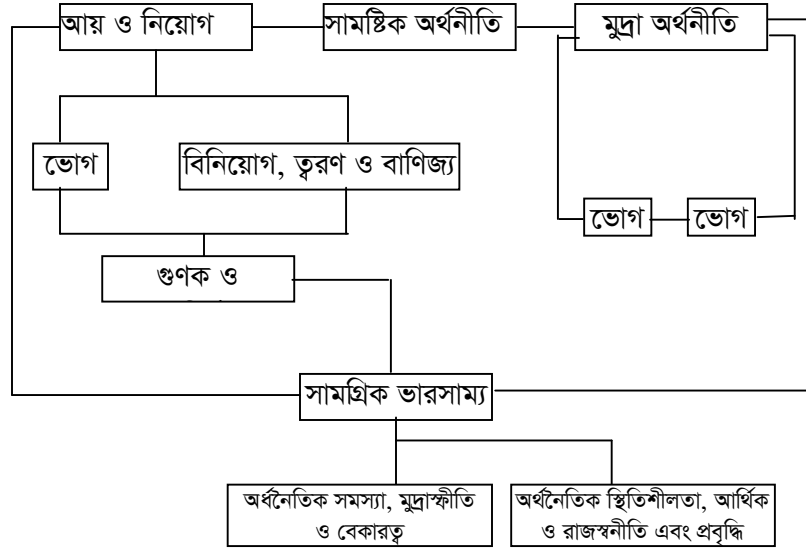 আয় ও নিয়োগ
সামষ্টিক অর্থনীতি
মুদ্রা অর্থনীতি
ভোগ
বিনিয়োগ, ত্বরণ ও বাণিজ্য
ভোগ
ভোগ
গুণক ও
সামগ্রিক ভারসাম্য
অর্ধনৈতিক সমস্যা, মুদ্রাস্ফীতি
ও বেকারত্ব
অর্থনৈতিক স্থিতিশীলতা, আর্থিক
ও রাজস্বনীতি এবং প্রবৃদ্ধি